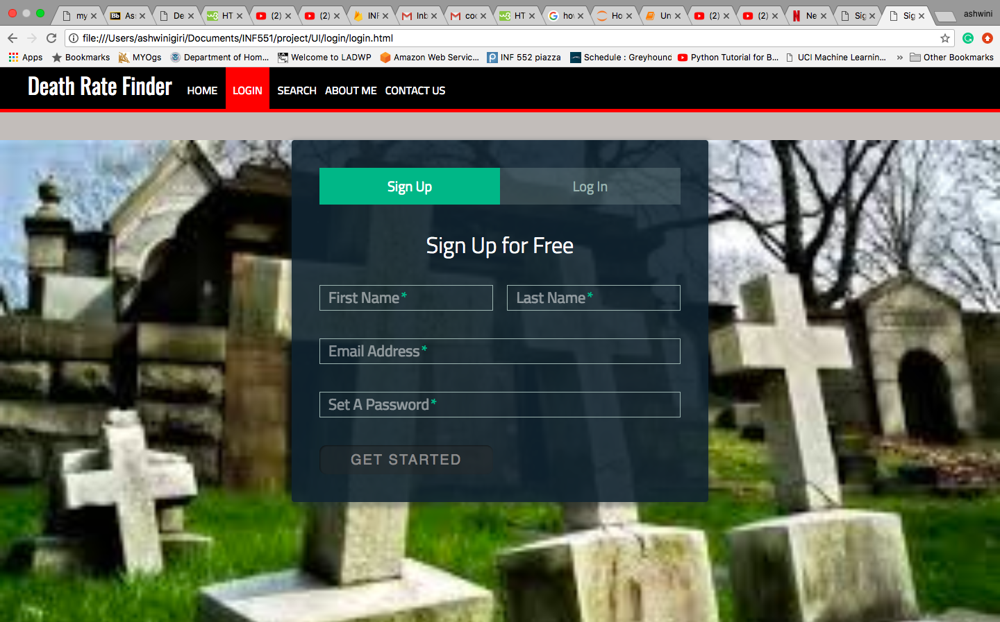 my Bb As De HT (2) (2) INF Inb coo HT hov Ho Un (2) (2) Ne Sig Sig ashwini
file:///Users/ashwinigiri/Documents/INF551/project/UI/login/login.html
Apps Bookmarks MYOgs Department of Hom... Welcome to LADWP Amazon Web Servic... INF 552 piazza Schedule : Greyhound Python Tutorial for B... UCI Machine Learnin... » Other Bookmarks
Death Rate Finder HOME LOGIN SEARCH ABOUT ME CONTACT US
Sign Up Log In
Sign Up for Free
First Name* Last Name*
Email Address*
Set A Password*
GET STARTED